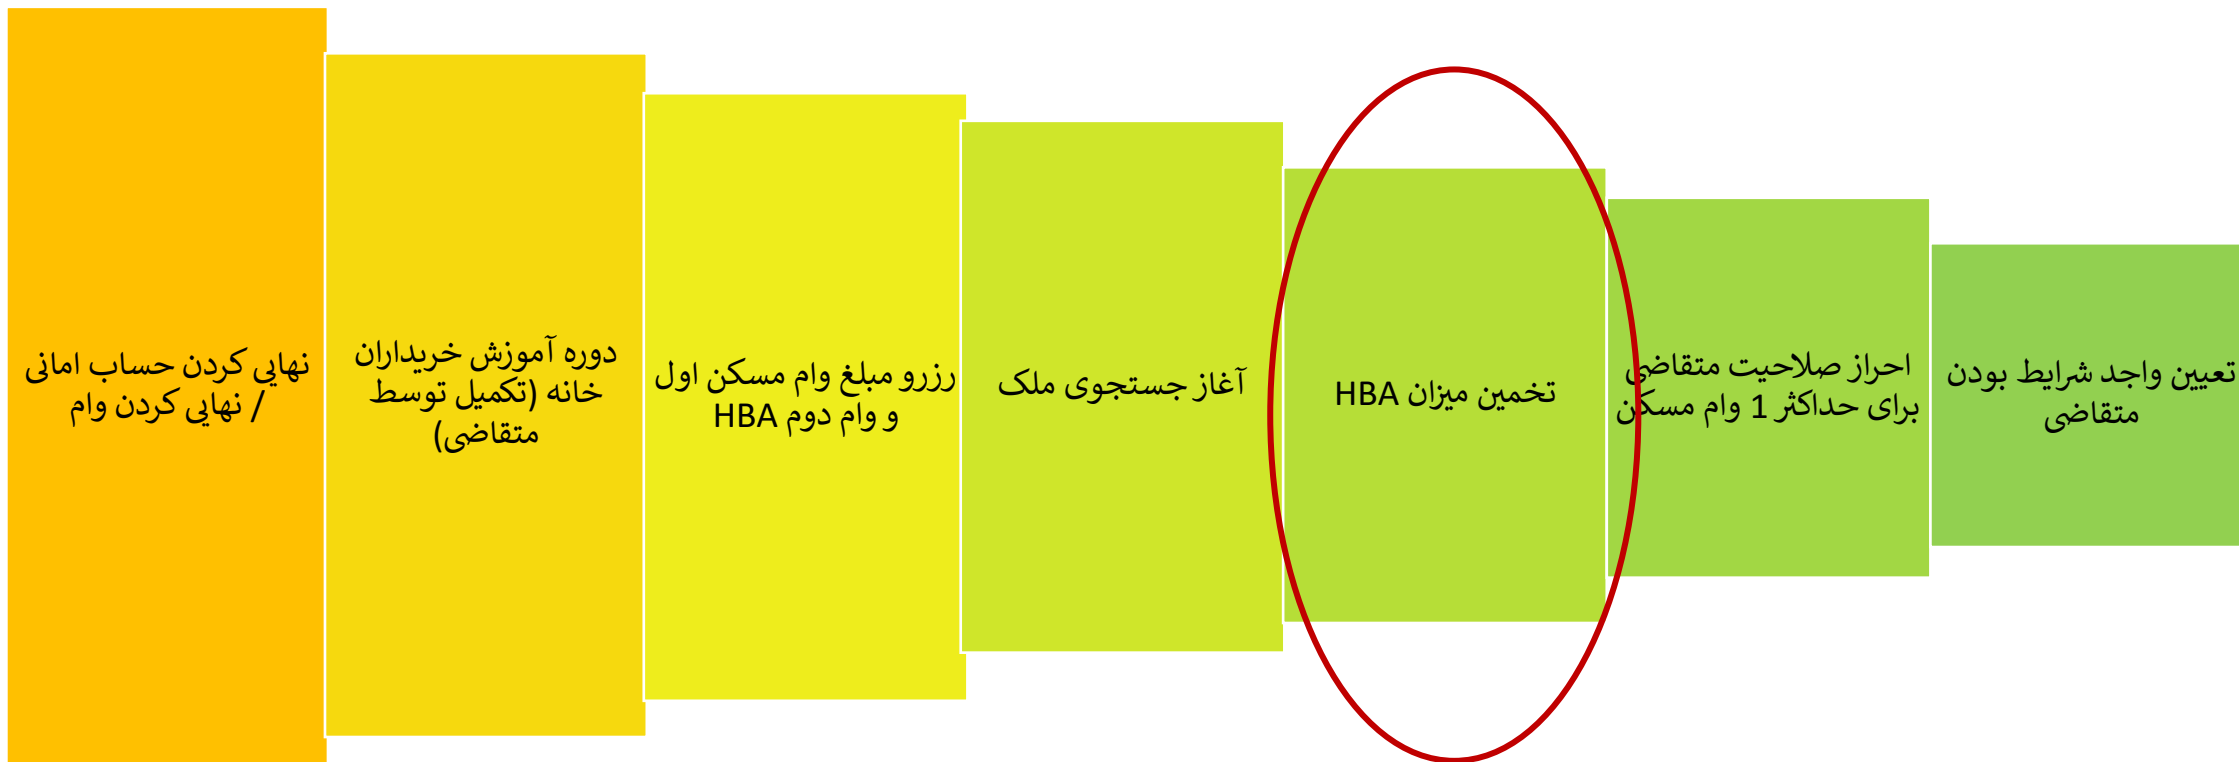 تعیین واجد شرایط بودن
متقاضی
احراز صلاحیت متقاضی
برای حداکثر 1 وام مسکن
تخمین میزان HBA
آغاز جستجوی ملک
رزرو مبلغ وام مسکن اول
و وام دوم HBA
دوره آموزش خریداران
خانه (تکمیل توسط
متقاضی)
نهایی کردن حساب امانی
/ نهایی کردن وام